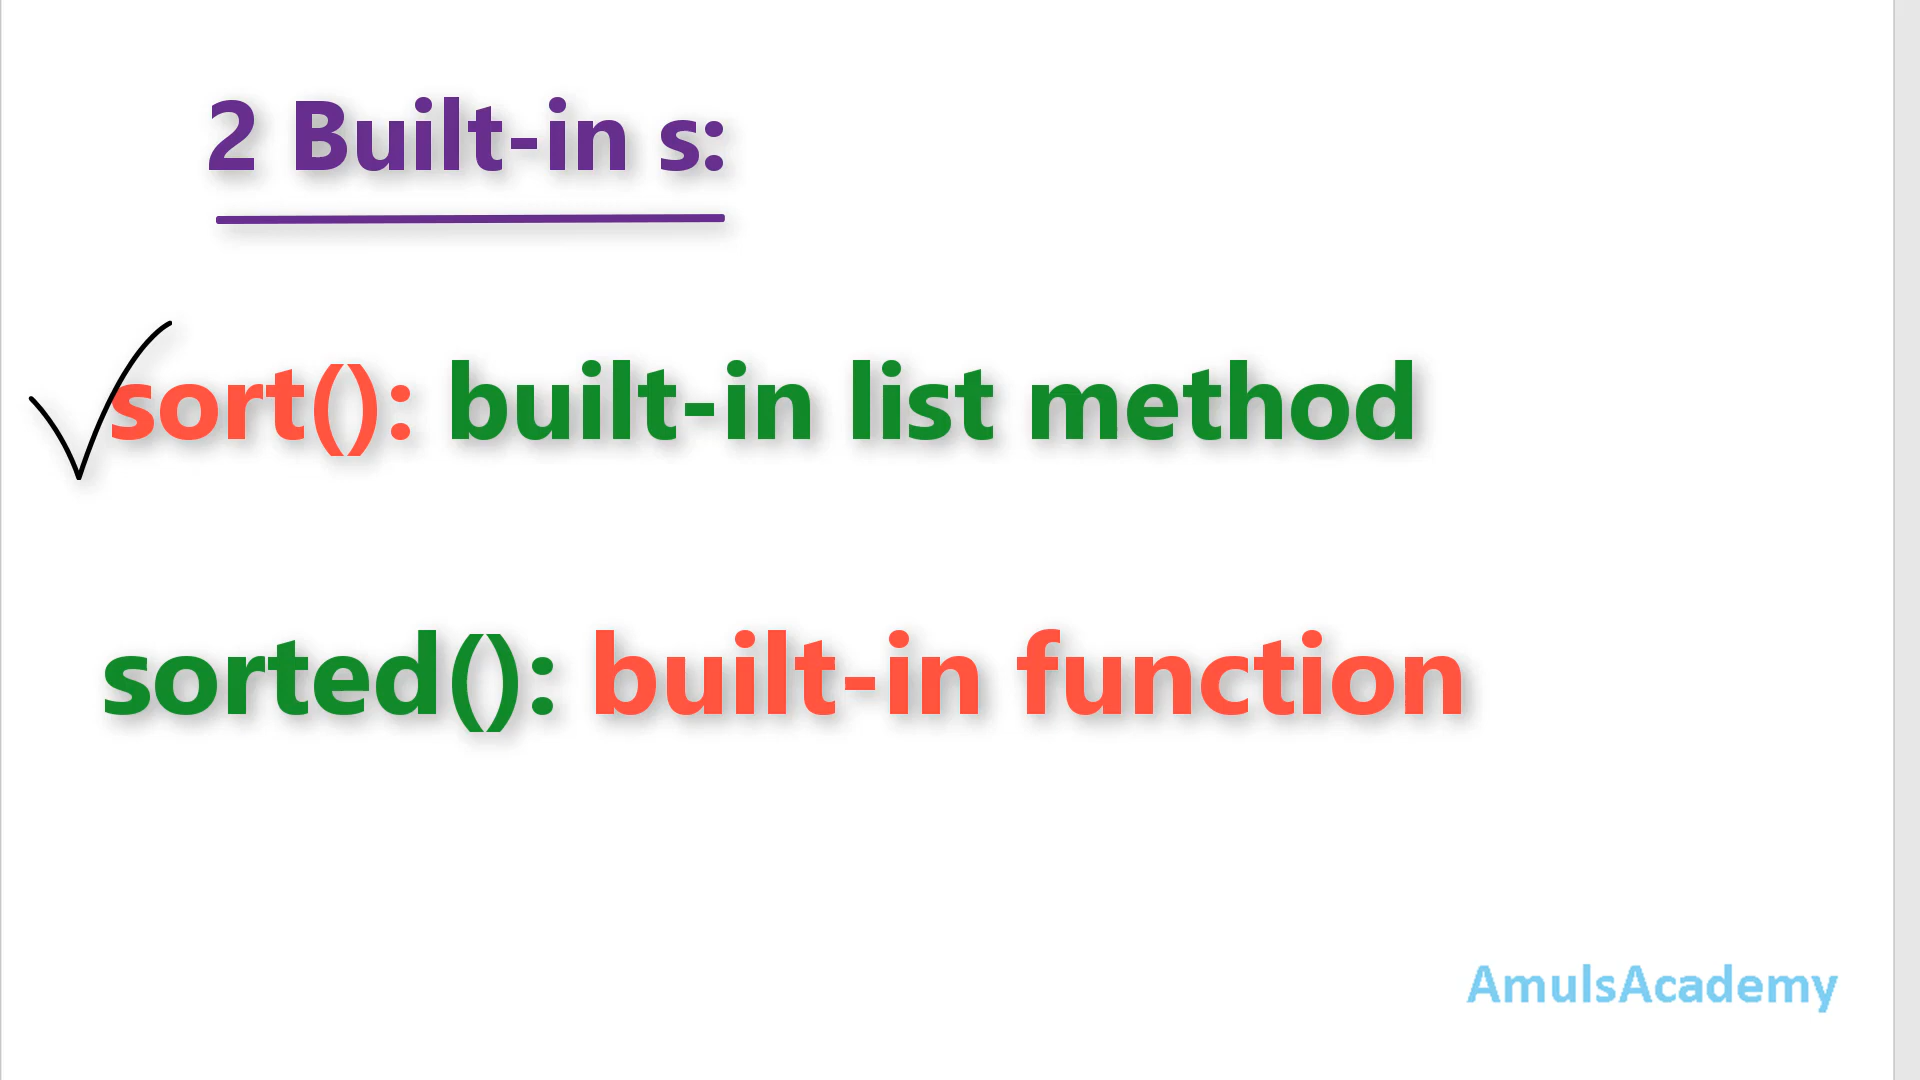 2 Built-in s:
sort(): built-in list method
sorted(): built-in function
AmulsAcademy